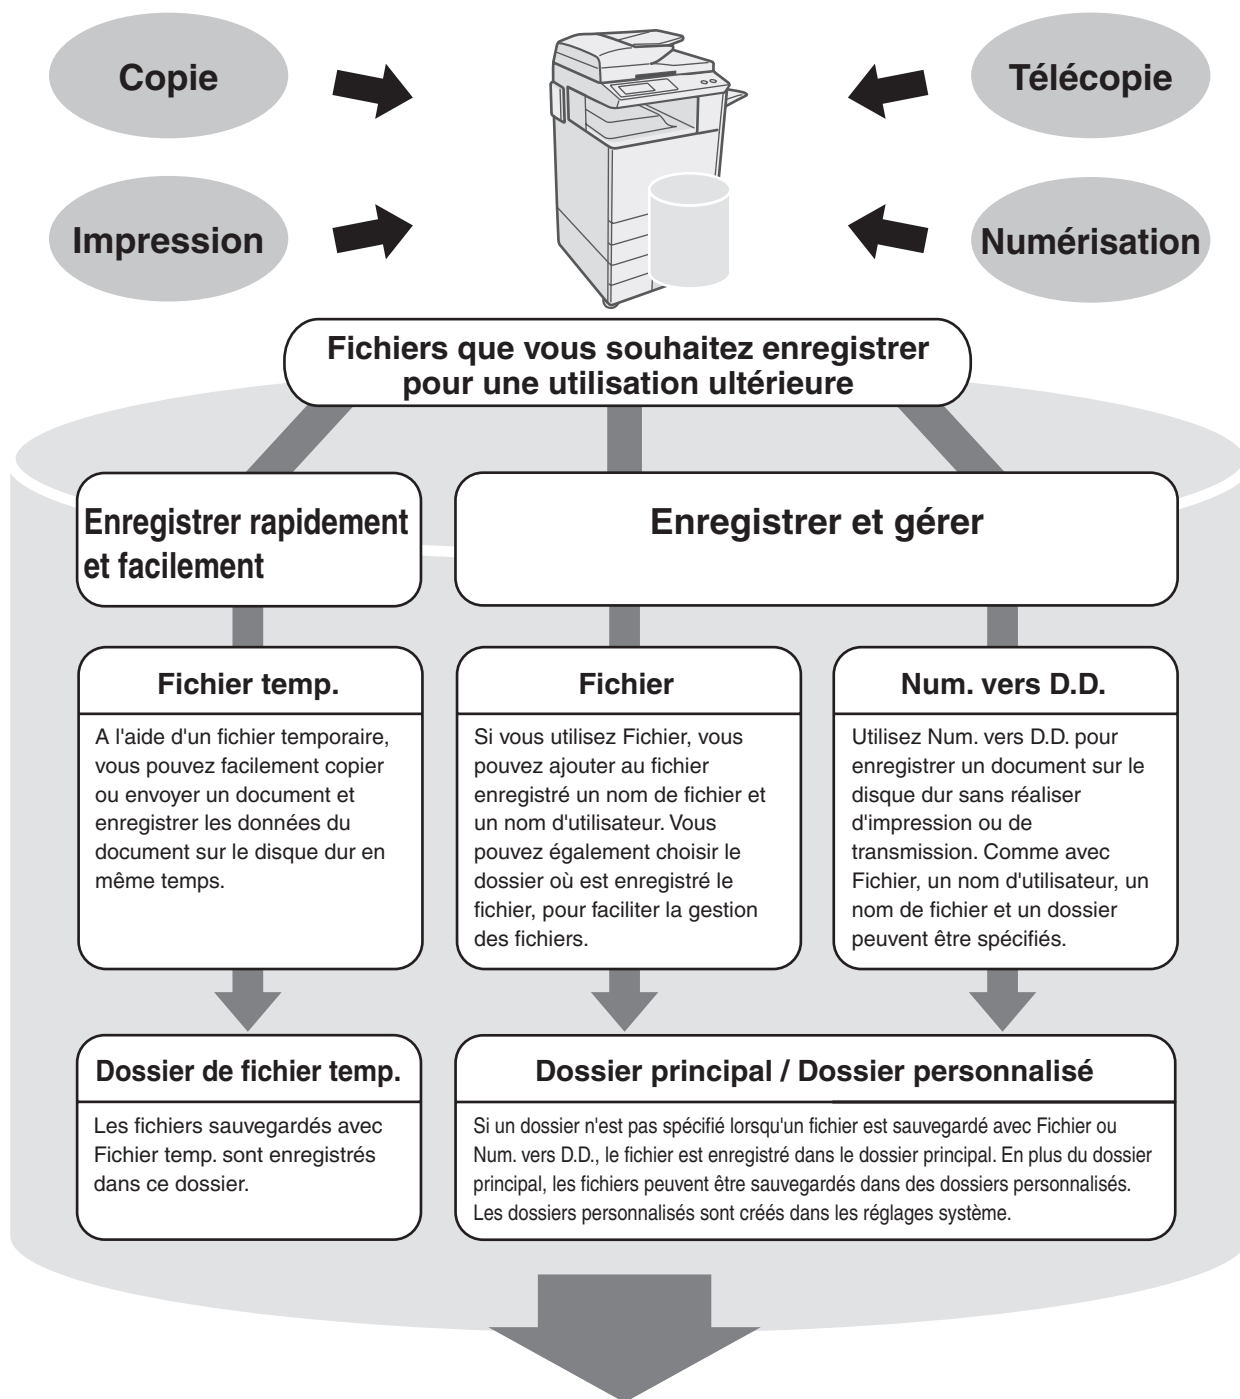 Copie
Télécopie
Impression
Numérisation
Fichiers que vous souhaitez enregistrer
pour une utilisation ultérieure
Enregistrer rapidement
et facilement
Enregistrer et gérer
Fichier temp.
A l'aide d'un fichier temporaire,
vous pouvez facilement copier
ou envoyer un document et
enregistrer les données du
document sur le disque dur en
même temps.
Fichier
Si vous utilisez Fichier, vous
pouvez ajouter au fichier
enregistré un nom de fichier et
un nom d'utilisateur. Vous
pouvez également choisir le
dossier où est enregistré le
fichier, pour faciliter la gestion
des fichiers.
Num. vers D.D.
Utilisez Num. vers D.D. pour
enregistrer un document sur le
disque dur sans réaliser
d'impression ou de
transmission. Comme avec
Fichier, un nom d'utilisateur, un
nom de fichier et un dossier
peuvent être spécifiés.
Dossier de fichier temp.
Les fichiers sauvegardés avec
Fichier temp. sont enregistrés
dans ce dossier.
Dossier principal / Dossier personnalisé
Si un dossier n'est pas spécifié lorsqu'un fichier est sauvegardé avec Fichier ou
Num. vers D.D., le fichier est enregistré dans le dossier principal. En plus du dossier
principal, les fichiers peuvent être sauvegardés dans des dossiers personnalisés.
Les dossiers personnalisés sont créés dans les réglages système.